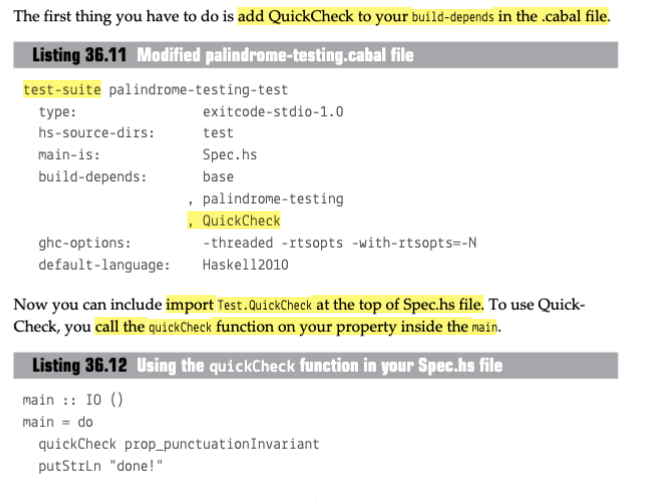 The first thing you have to do is add QuickCheck to your build-depends in the .cabal file.
Listing 36.11 Modified palindrome-testing.cabal file
test-suite palindrome-testing-test
type: exitcode-stdio-1.0
hs-source-dirs: test
main-is: Spec.hs
build-depends: base
, palindrome-testing
, QuickCheck
ghc-options: -threaded -rtsopts -with-rtsopts=-N
default-language: Haskell2010
Now you can include import Test.QuickCheck at the top of Spec.hs file. To use Quick-
Check, you call the quickCheck function on your property inside the main.
Listing 36.12 Using the quickCheck function in your Spec.hs file
main :: IO ()
main = do
quickCheck prop_punctuationInvariant
putStrLn "done!"